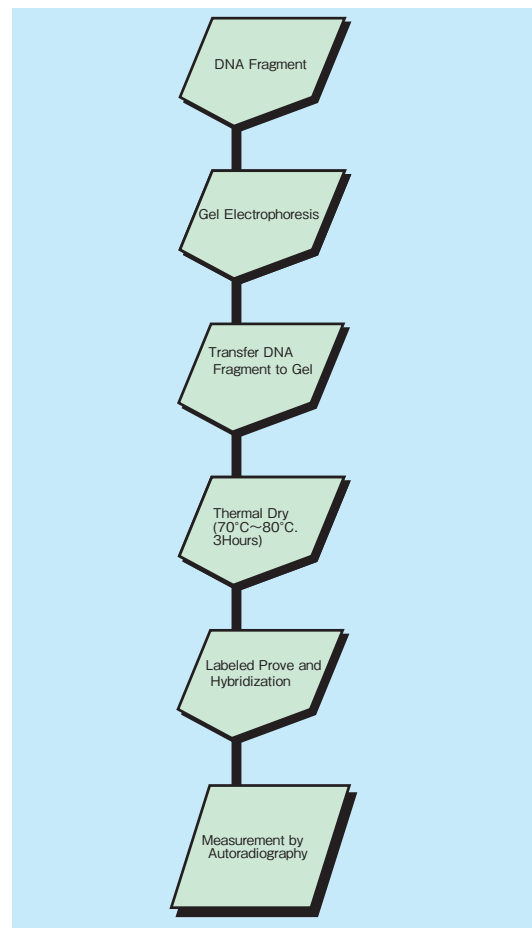 DNA Fragment
Gel Electrophoresis
Transfer DNA
Fragment to Gel
Thermal Dry
(70°C～80°C.
3Hours)
Labeled Prove and
Hybridization
Measurement by
Autoradiography